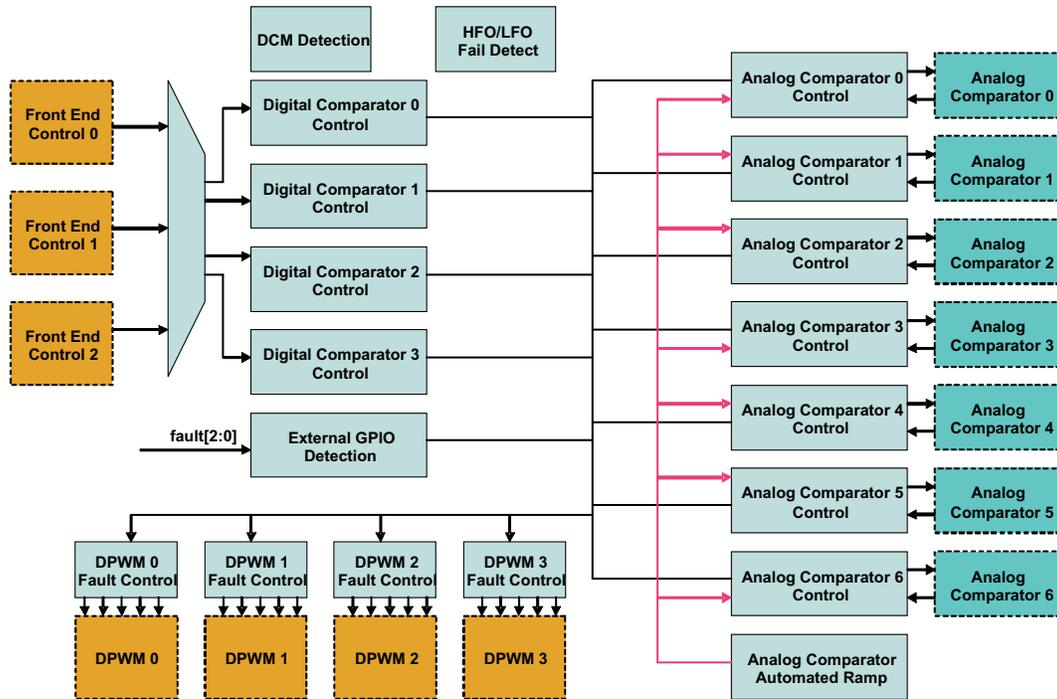 DCM Detection
HFO/LFO
Fail Detect
Front End
Control 0
Front End
Control 1
Front End
Control 2
Digital Comparator 0
Control
Digital Comparator 1
Control
Digital Comparator 2
Control
Digital Comparator 3
Control
fault[2:0]
External GPIO
Detection
Analog Comparator 0
Control
Analog
Comparator 0
Analog Comparator 1
Control
Analog
Comparator 1
Analog Comparator 2
Control
Analog
Comparator 2
Analog Comparator 3
Control
Analog
Comparator 3
Analog Comparator 4
Control
Analog
Comparator 4
Analog Comparator 5
Control
Analog
Comparator 5
Analog Comparator 6
Control
Analog
Comparator 6
Analog Comparator
Automated Ramp
DPWM 0
Fault Control
DPWM 1
Fault Control
DPWM 2
Fault Control
DPWM 3
Fault Control
DPWM 0
DPWM 1
DPWM 2
DPWM 3